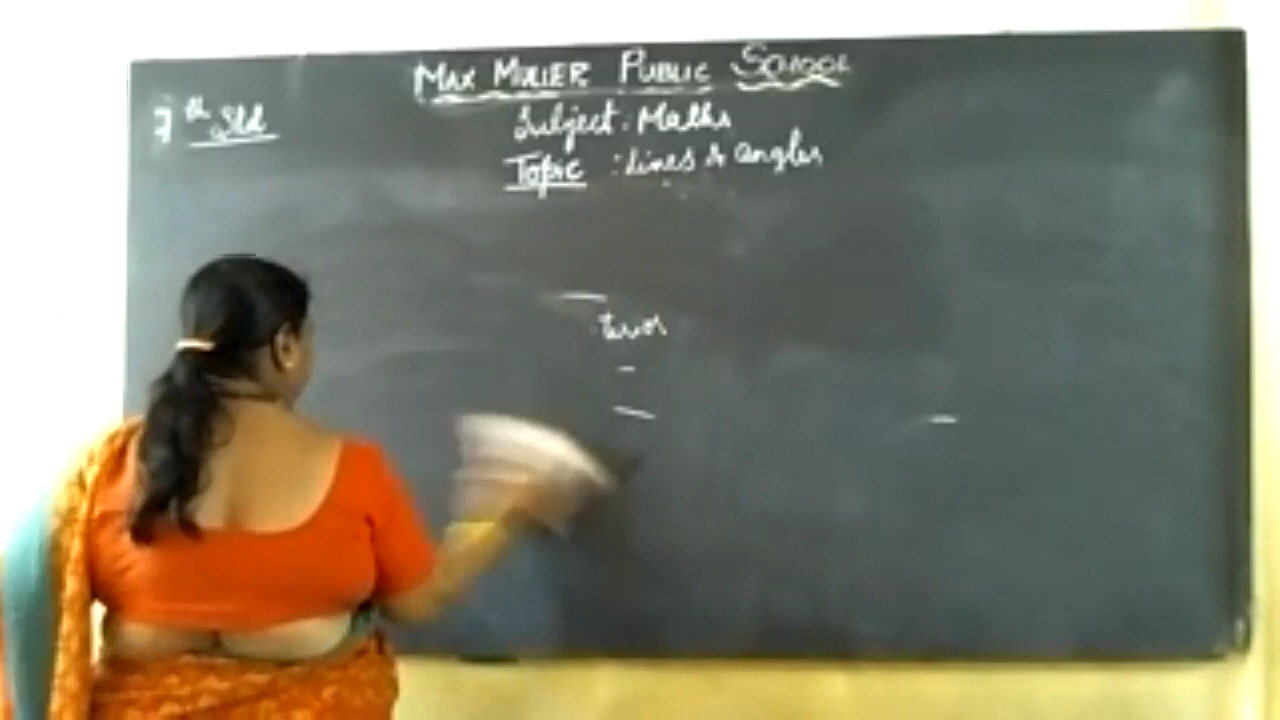 MAX MULLER PUBLIC SCHOOL
7th Std
Subject: Maths
Topic: Lines & angles